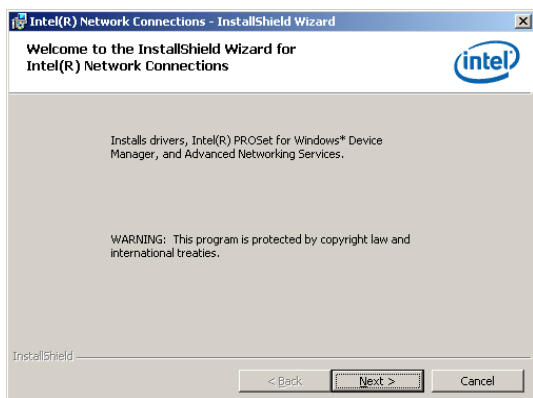 Intel(R) Network Connections - InstallShield Wizard
Welcome to the InstallShield Wizard for
Intel(R) Network Connections
intel
Installs drivers, Intel(R) PROSet for Windows* Device
Manager, and Advanced Networking Services.
WARNING: This program is protected by copyright law and
international treaties.
InstallShield
< Back
Next >
Cancel